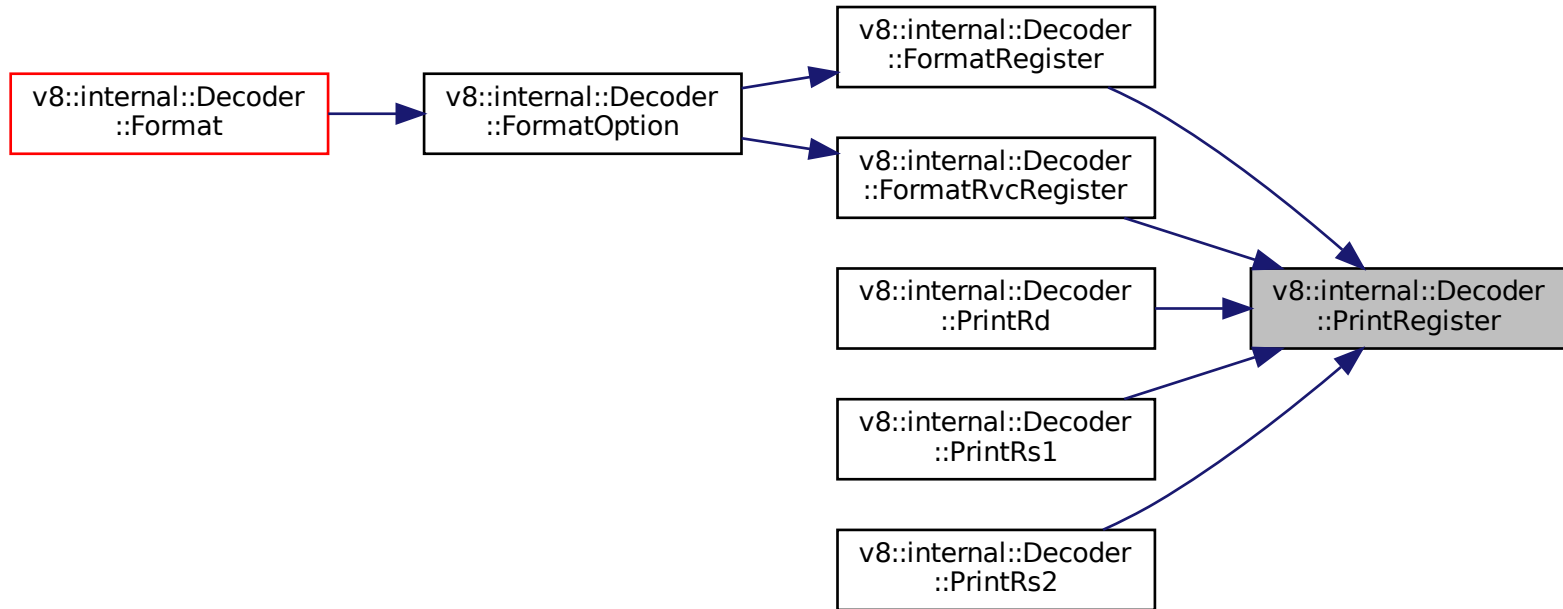 v8::internal::Decoder
::Format
v8::internal::Decoder
::FormatOption
v8::internal::Decoder
::FormatRegister
v8::internal::Decoder
::FormatRvcRegister
v8::internal::Decoder
::PrintRd
v8::internal::Decoder
::PrintRs1
v8::internal::Decoder
::PrintRs2
v8::internal::Decoder
::PrintRegister